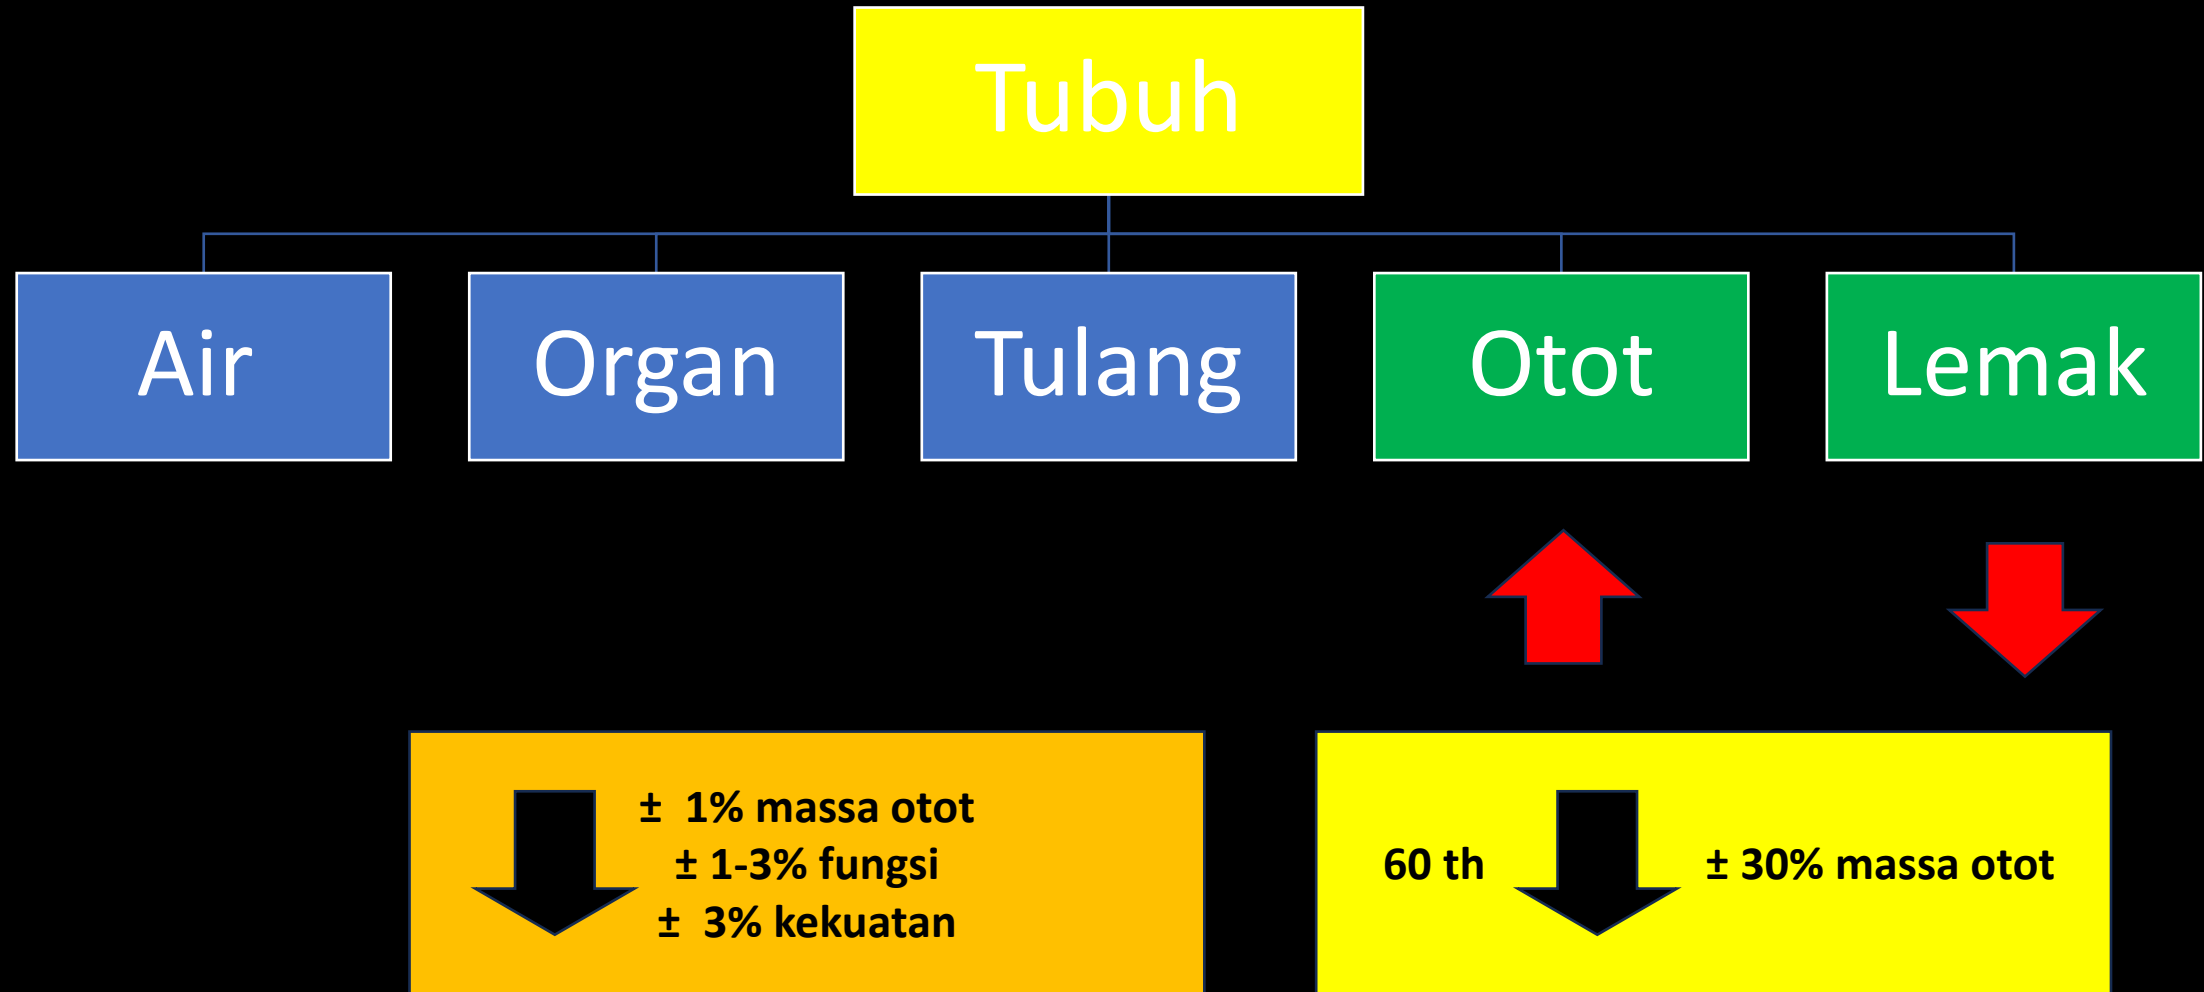 Tubuh
Air
Organ
Tulang
Otot
Lemak
± 1% massa otot
± 1-3% fungsi
± 3% kekuatan
60 th
± 30% massa otot